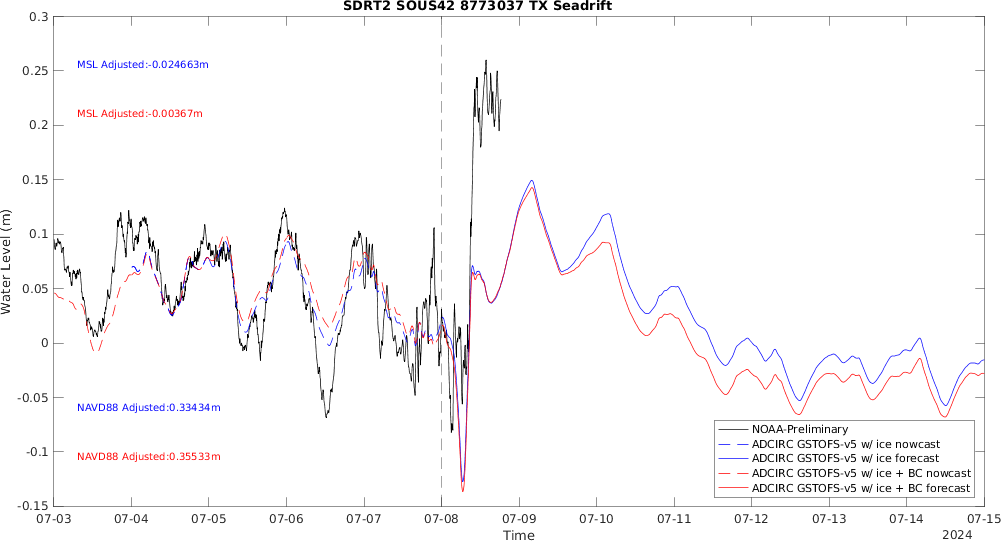 SDRT2 SOUS42 8773037 TX Seadrift
0.3
0.25
0.2
0.15
0.1
0.05
0
-0.05
-0.1
-0.15
Water Level (m)
MSL Adjusted:-0.024663m
MSL Adjusted:-0.00367m
NAVD88 Adjusted:0.33434m
NAVD88 Adjusted:0.35533m
NOAA-Preliminary
ADCIRC GSTOFS-v5 w/ ice nowcast
ADCIRC GSTOFS-v5 w/ ice forecast
ADCIRC GSTOFS-v5 w/ ice + BC nowcast
ADCIRC GSTOFS-v5 w/ ice + BC forecast
07-03 07-04 07-05 07-06 07-07 07-08 07-09 07-10 07-11 07-12 07-13 07-14 07-15
Time
2024